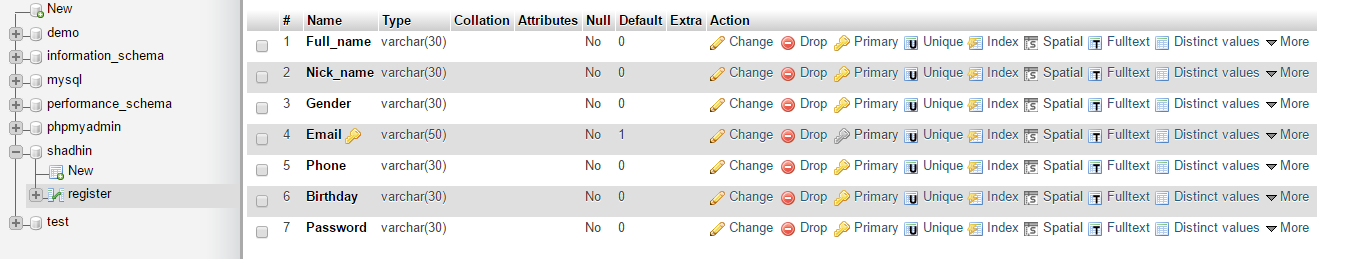 New
demo
information_schema
mysql
performance_schema
phpmyadmin
shadhin
New
register
test
# Name Type Collation Attributes Null Default Extra Action
1 Full_name varchar(30) No 0 Change Drop Primary Unique Index Spatial Fulltext Distinct values More
2 Nick_name varchar(30) No 0 Change Drop Primary Unique Index Spatial Fulltext Distinct values More
3 Gender varchar(30) No 0 Change Drop Primary Unique Index Spatial Fulltext Distinct values More
4 Email varchar(50) No 1 Change Drop Primary Unique Index Spatial Fulltext Distinct values More
5 Phone varchar(30) No 0 Change Drop Primary Unique Index Spatial Fulltext Distinct values More
6 Birthday varchar(30) No 0 Change Drop Primary Unique Index Spatial Fulltext Distinct values More
7 Password varchar(30) No 0 Change Drop Primary Unique Index Spatial Fulltext Distinct values More